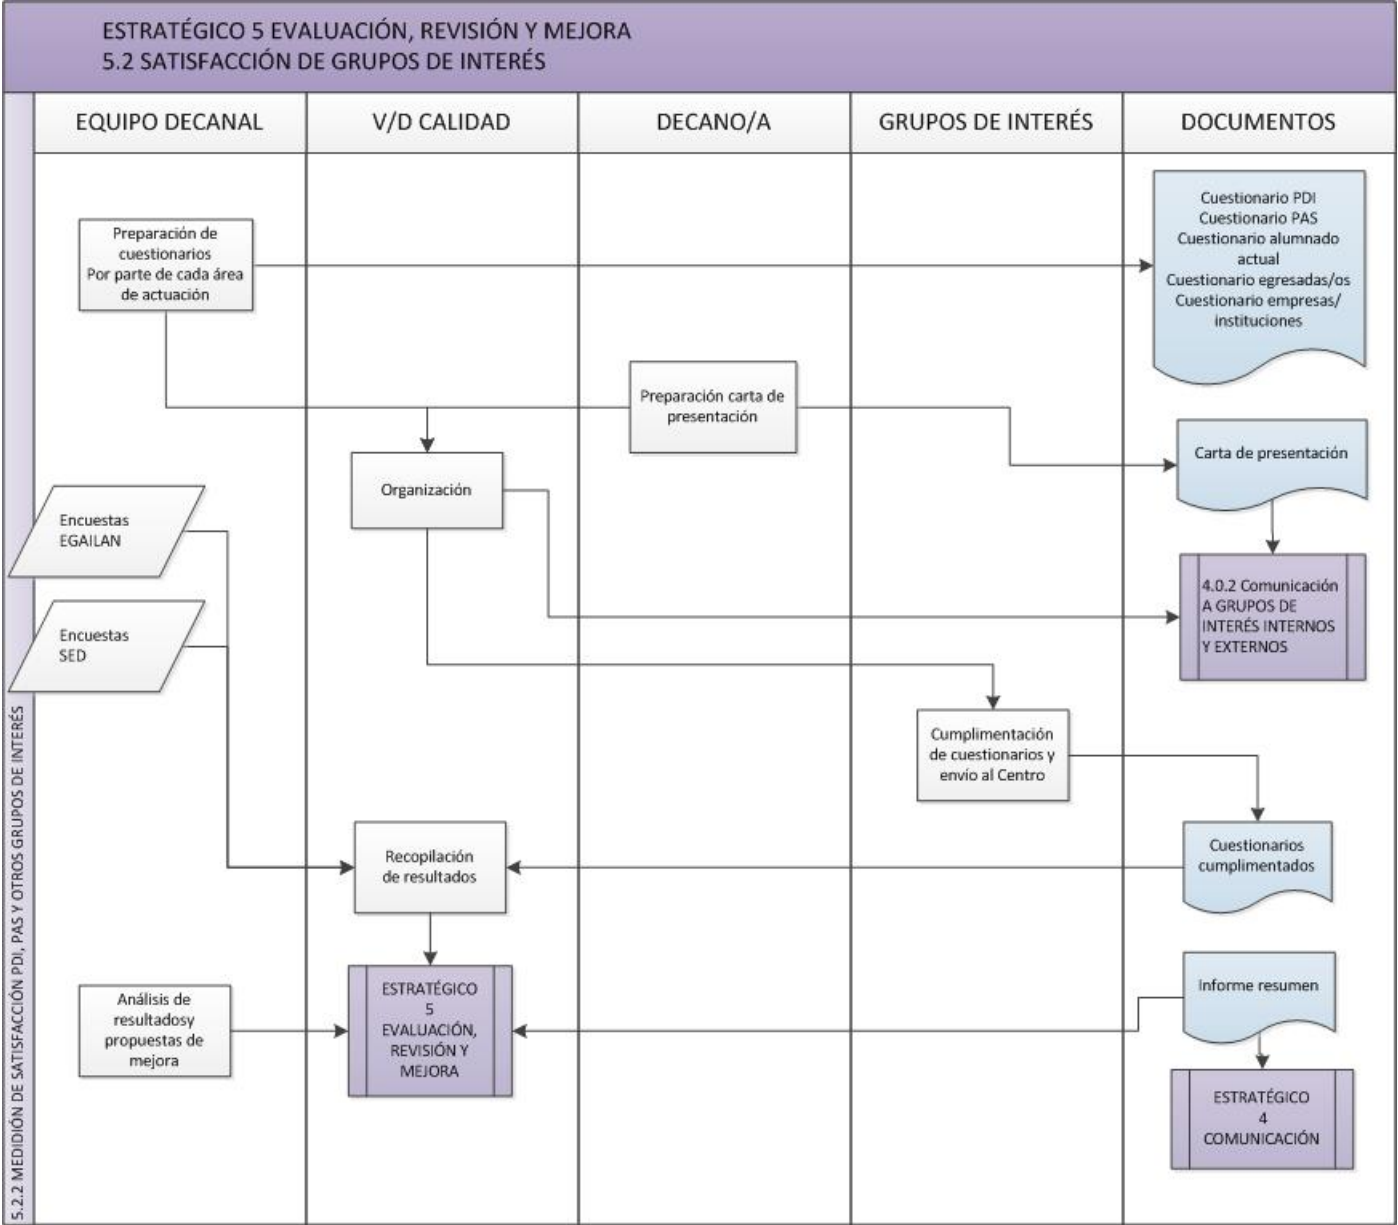 ESTRATÉGICO 5 EVALUACIÓN, REVISIÓN Y MEJORA
5.2 SATISFACCIÓN DE GRUPOS DE INTERÉS
EQUIPO DECANAL
V/D CALIDAD
DECANO/A
GRUPOS DE INTERÉS
DOCUMENTOS
5.2.2 MEDIDIÓN DE SATISFACCIÓN PDI, PAS Y OTROS GRUPOS DE INTERÉS
Preparación de
cuestionarios
Por parte de cada área
de actuación
Cuestionario PDI
Cuestionario PAS
Cuestionario alumnado
actual
Cuestionario egresadas/os
Cuestionario empresas/
instituciones
Preparación carta de
presentación
Carta de presentación
Organización
Encuestas
EGAILAN
4.0.2 Comunicación
A GRUPOS DE
INTERÉS INTERNOS
Y EXTERNOS
Encuestas
SED
Cumplimentación
de cuestionarios y
envío al Centro
Recopilación
de resultados
Cuestionarios
cumplimentados
Análisis de
resultadosy
propuestas de
mejora
ESTRATÉGICO
5
EVALUACIÓN,
REVISIÓN Y
MEJORA
Informe resumen
ESTRATÉGICO
4
COMUNICACIÓN